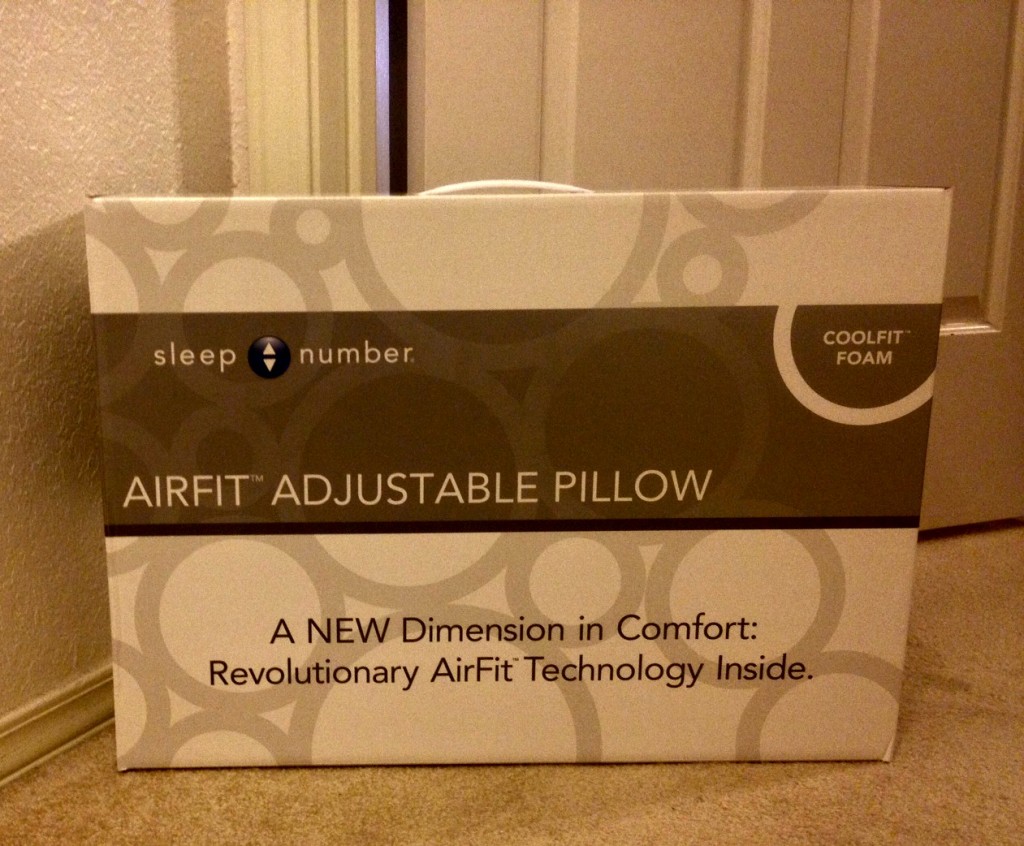 sleep number®
COOLFIT™
FOAM
AIRFIT™ ADJUSTABLE PILLOW
A NEW Dimension in Comfort:
Revolutionary AirFit™ Technology Inside.